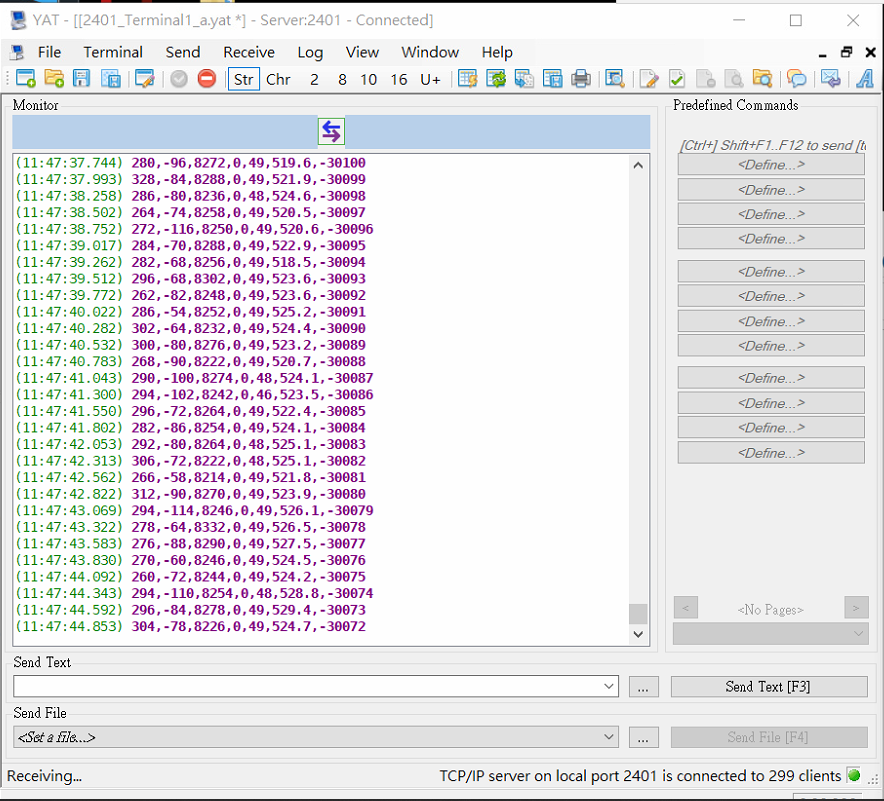 YAT - [[2401_Terminal1_a.yat *] - Server:2401 - Connected]
File Terminal Send Receive Log View Window Help
Str Chr 2 8 10 16 U+
Monitor
(11:47:37.744) 280,-96,8272,0,49,519.6,-30100
(11:47:37.993) 328,-84,8288,0,49,521.9,-30099
(11:47:38.258) 286,-80,8236,0,48,524.6,-30098
(11:47:38.502) 264,-74,8258,0,49,520.5,-30097
(11:47:38.752) 272,-116,8250,0,49,520.6,-30096
(11:47:39.017) 284,-70,8288,0,49,522.9,-30095
(11:47:39.262) 282,-68,8256,0,49,518.5,-30094
(11:47:39.512) 296,-68,8302,0,49,523.6,-30093
(11:47:39.772) 262,-82,8248,0,49,523.6,-30092
(11:47:40.022) 286,-54,8252,0,49,525.2,-30091
(11:47:40.282) 302,-64,8232,0,49,524.4,-30090
(11:47:40.532) 300,-80,8276,0,49,523.2,-30089
(11:47:40.783) 268,-90,8222,0,49,520.7,-30088
(11:47:41.043) 290,-100,8274,0,48,524.1,-30087
(11:47:41.300) 294,-102,8242,0,46,523.5,-30086
(11:47:41.550) 296,-72,8264,0,49,522.4,-30085
(11:47:41.802) 282,-86,8254,0,49,524.1,-30084
(11:47:42.053) 292,-80,8264,0,48,525.1,-30083
(11:47:42.313) 306,-72,8222,0,48,525.1,-30082
(11:47:42.562) 266,-58,8214,0,49,521.8,-30081
(11:47:42.822) 312,-90,8270,0,49,523.9,-30080
(11:47:43.069) 294,-114,8246,0,49,526.1,-30079
(11:47:43.322) 278,-64,8332,0,49,526.5,-30078
(11:47:43.583) 276,-88,8290,0,49,527.5,-30077
(11:47:43.830) 270,-60,8246,0,49,524.5,-30076
(11:47:44.092) 260,-72,8244,0,49,524.2,-30075
(11:47:44.343) 294,-110,8254,0,48,528.8,-30074
(11:47:44.592) 296,-84,8278,0,49,529.4,-30073
(11:47:44.853) 304,-78,8226,0,49,524.7,-30072
Predefined Commands
[Ctrl+] Shift+F1..F12 to send [t
<Define...>
<Define...>
<Define...>
<Define...>
<Define...>
<Define...>
<Define...>
<Define...>
<Define...>
<Define...>
<Define...>
<Define...>
< <No Pages> >
Send Text
... Send Text [F3]
Send File
<Set a file...> ... Send File [F4]
Receiving... TCP/IP server on local port 2401 is connected to 299 clients